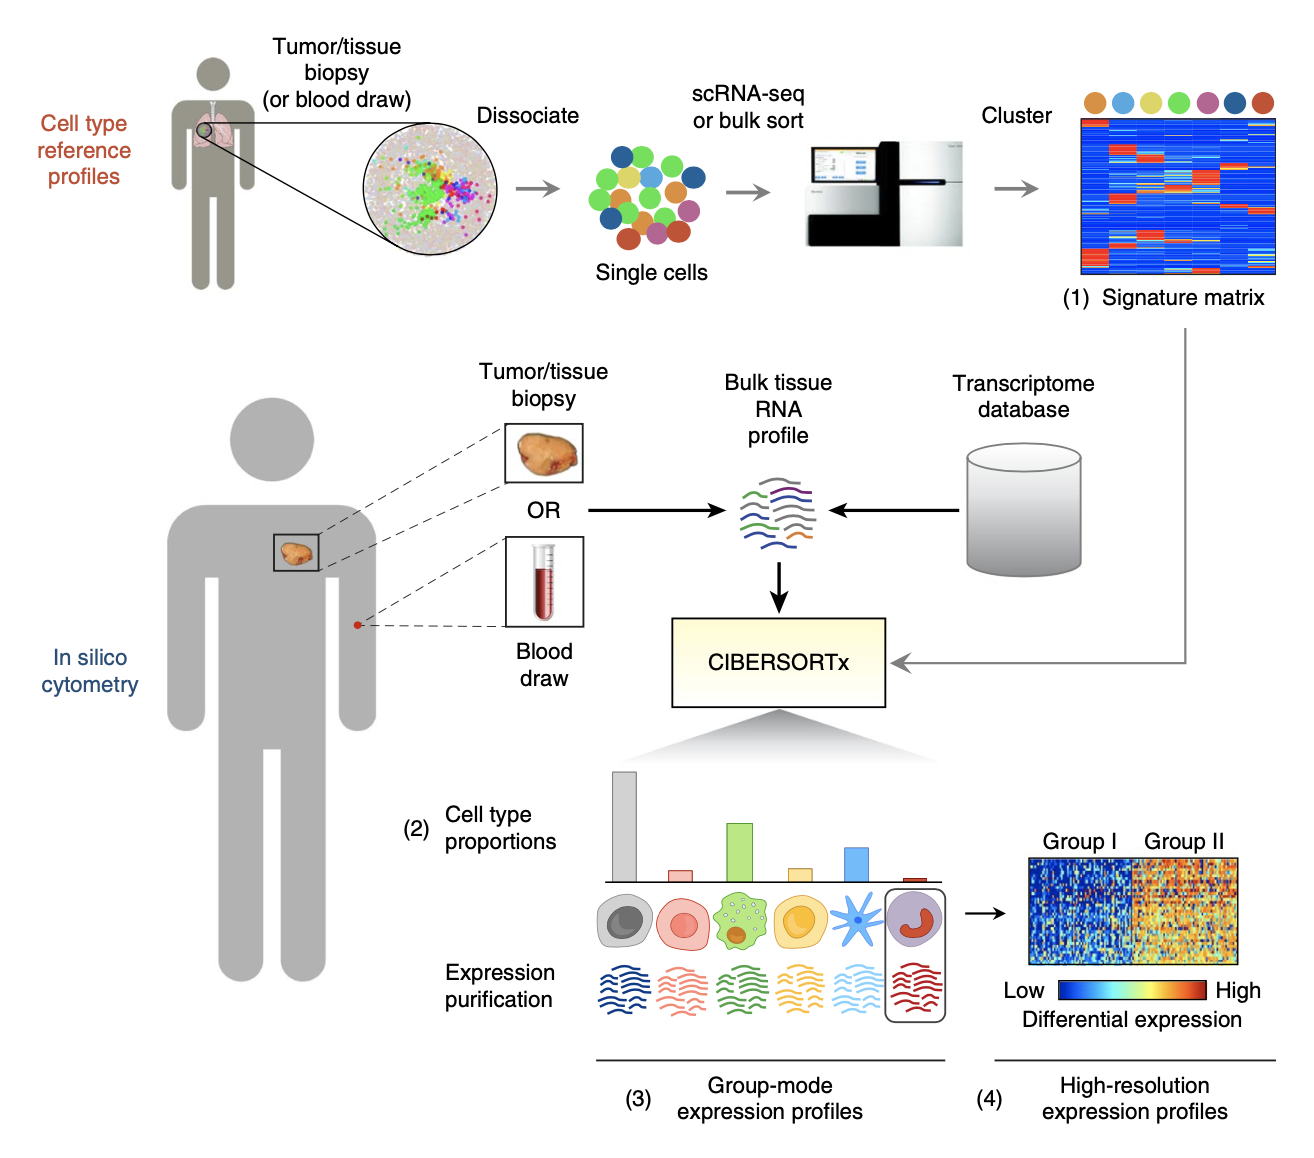 Tumor/tissue
biopsy
(or blood draw)
Cell type
reference
profiles
Dissociate
Single cells
scRNA-seq
or bulk sort
Cluster
(1) Signature matrix
In silico
cytometry
Tumor/tissue
biopsy
OR
Blood
draw
Bulk tissue
RNA
profile
Transcriptome
database
CIBERSORTx
(2) Cell type
proportions
Expression
purification
Group I Group II
Low High
Differential expression
(3) Group-mode
expression profiles
(4) High-resolution
expression profiles